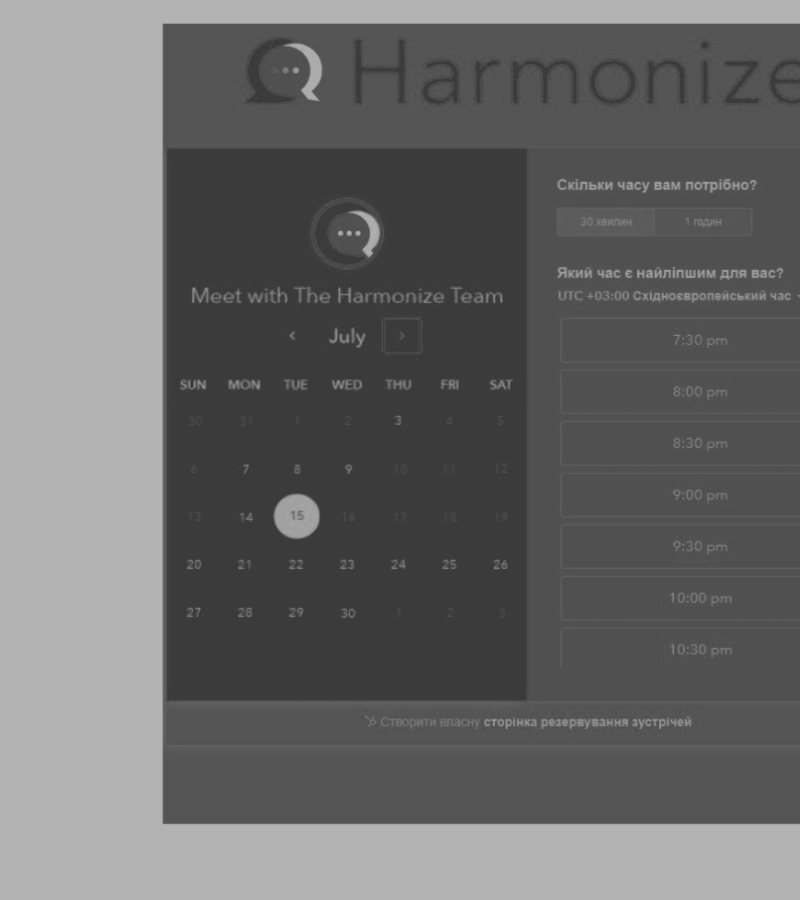 Harmonize
Meet with The Harmonize Team
July
SUN MON TUE WED THU FRI SAT
30 31 1 2 3 4 5
6 7 8 9 10 11 12
13 14 15 16 17 18 19
20 21 22 23 24 25 26
27 28 29 30 1 2 3
Скільки часу вам потрібно?
30 хвилин 1 годин
Який час є найліпшим для вас?
UTC +03:00 Східноєвропейський час
7:30 pm
8:00 pm
8:30 pm
9:00 pm
9:30 pm
10:00 pm
10:30 pm
Створити власну сторінка резервування зустрічей